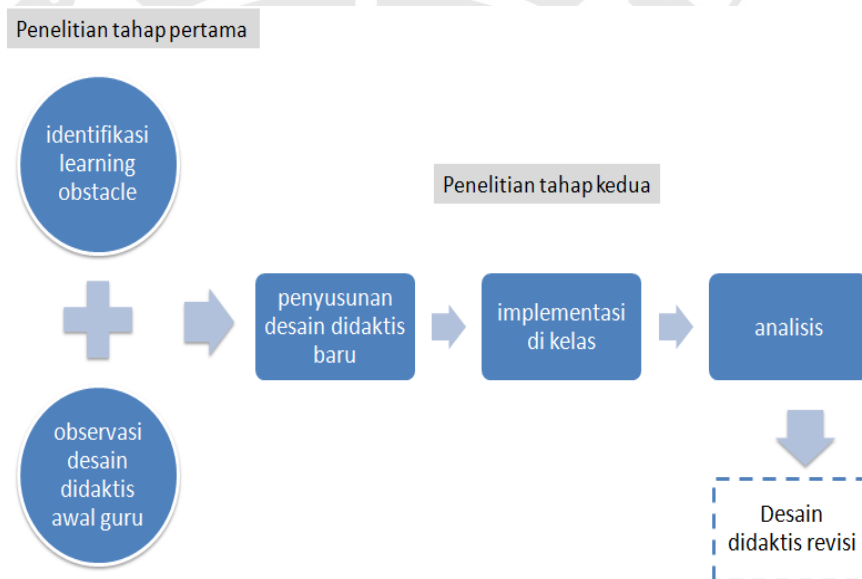 Penelitian tahap pertama
identifikasi
learning
obstacle
Penelitian tahap kedua
penyusunan
desain didaktis
baru
implementasi
di kelas
analisis
observasi
desain
didaktis
awal guru
Desain
didaktis revisi